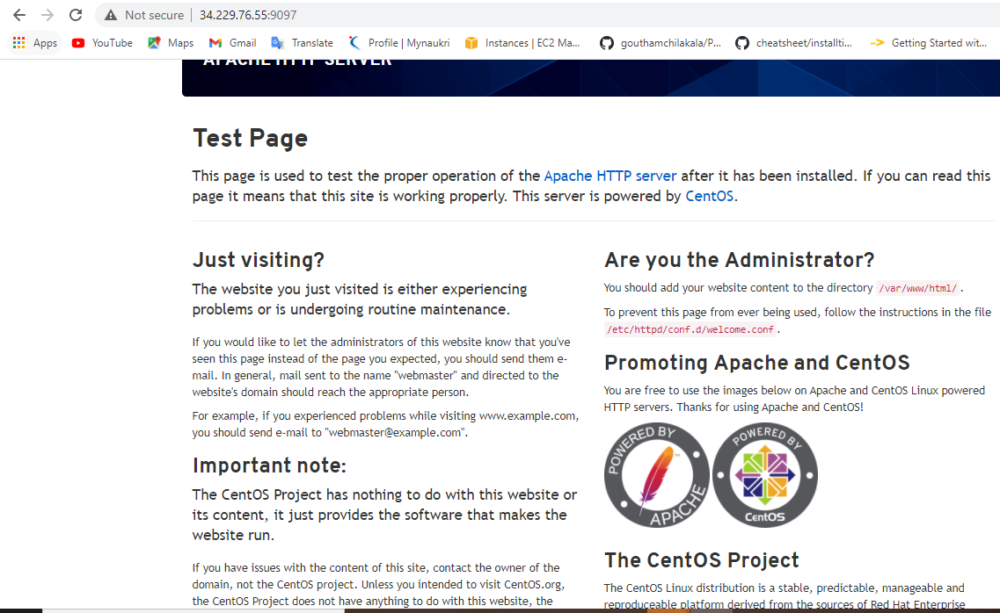 Not secure | 34.229.76.55:9097
Apps YouTube Maps Gmail Translate Profile | Mynaukri Instances | EC2 Ma... gouthamchilakala/P... cheatsheet/installti... Getting Started wit...
APACHE HTTP SERVER
Test Page
This page is used to test the proper operation of the Apache HTTP server after it has been installed. If you can read this
page it means that this site is working properly. This server is powered by CentOS.
Just visiting?
The website you just visited is either experiencing
problems or is undergoing routine maintenance.
If you would like to let the administrators of this website know that you've
seen this page instead of the page you expected, you should send them e-
mail. In general, mail sent to the name "webmaster" and directed to the
website's domain should reach the appropriate person.
For example, if you experienced problems while visiting www.example.com,
you should send e-mail to "webmaster@example.com".
Important note:
The CentOS Project has nothing to do with this website or
its content, it just provides the software that makes the
website run.
If you have issues with the content of this site, contact the owner of the
domain, not the CentOS project. Unless you intended to visit CentOS.org,
the CentOS Project does not have anything to do with this website, the
Are you the Administrator?
You should add your website content to the directory /var/www/html/ .
To prevent this page from ever being used, follow the instructions in the file
/etc/httpd/conf.d/welcome.conf .
Promoting Apache and CentOS
You are free to use the images below on Apache and CentOS Linux powered
HTTP servers. Thanks for using Apache and CentOS!
POWERED BY
APACHE
POWERED BY
CentOS
The CentOS Project
The CentOS Linux distribution is a stable, predictable, manageable and
reproduceable platform derived from the sources of Red Hat Enterprise